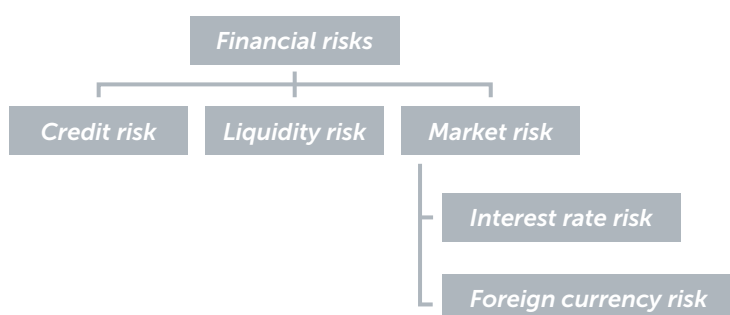 Financial risks
Credit risk
Liquidity risk
Market risk
Interest rate risk
Foreign currency risk